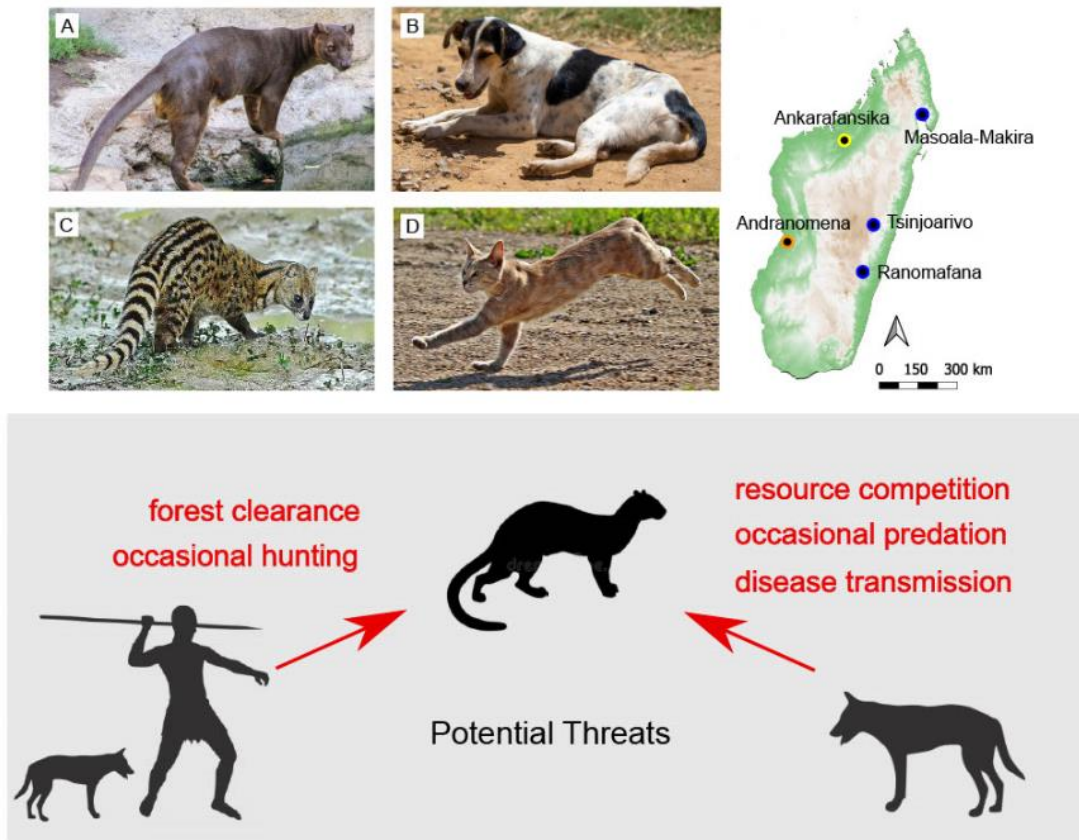 A
B
C
D
Ankarafansika
Masoala-Makira
Andranomena
Tsinjoarivo
Ranomafana
0 150 300 km
forest clearance
occasional hunting
resource competition
occasional predation
disease transmission
Potential Threats